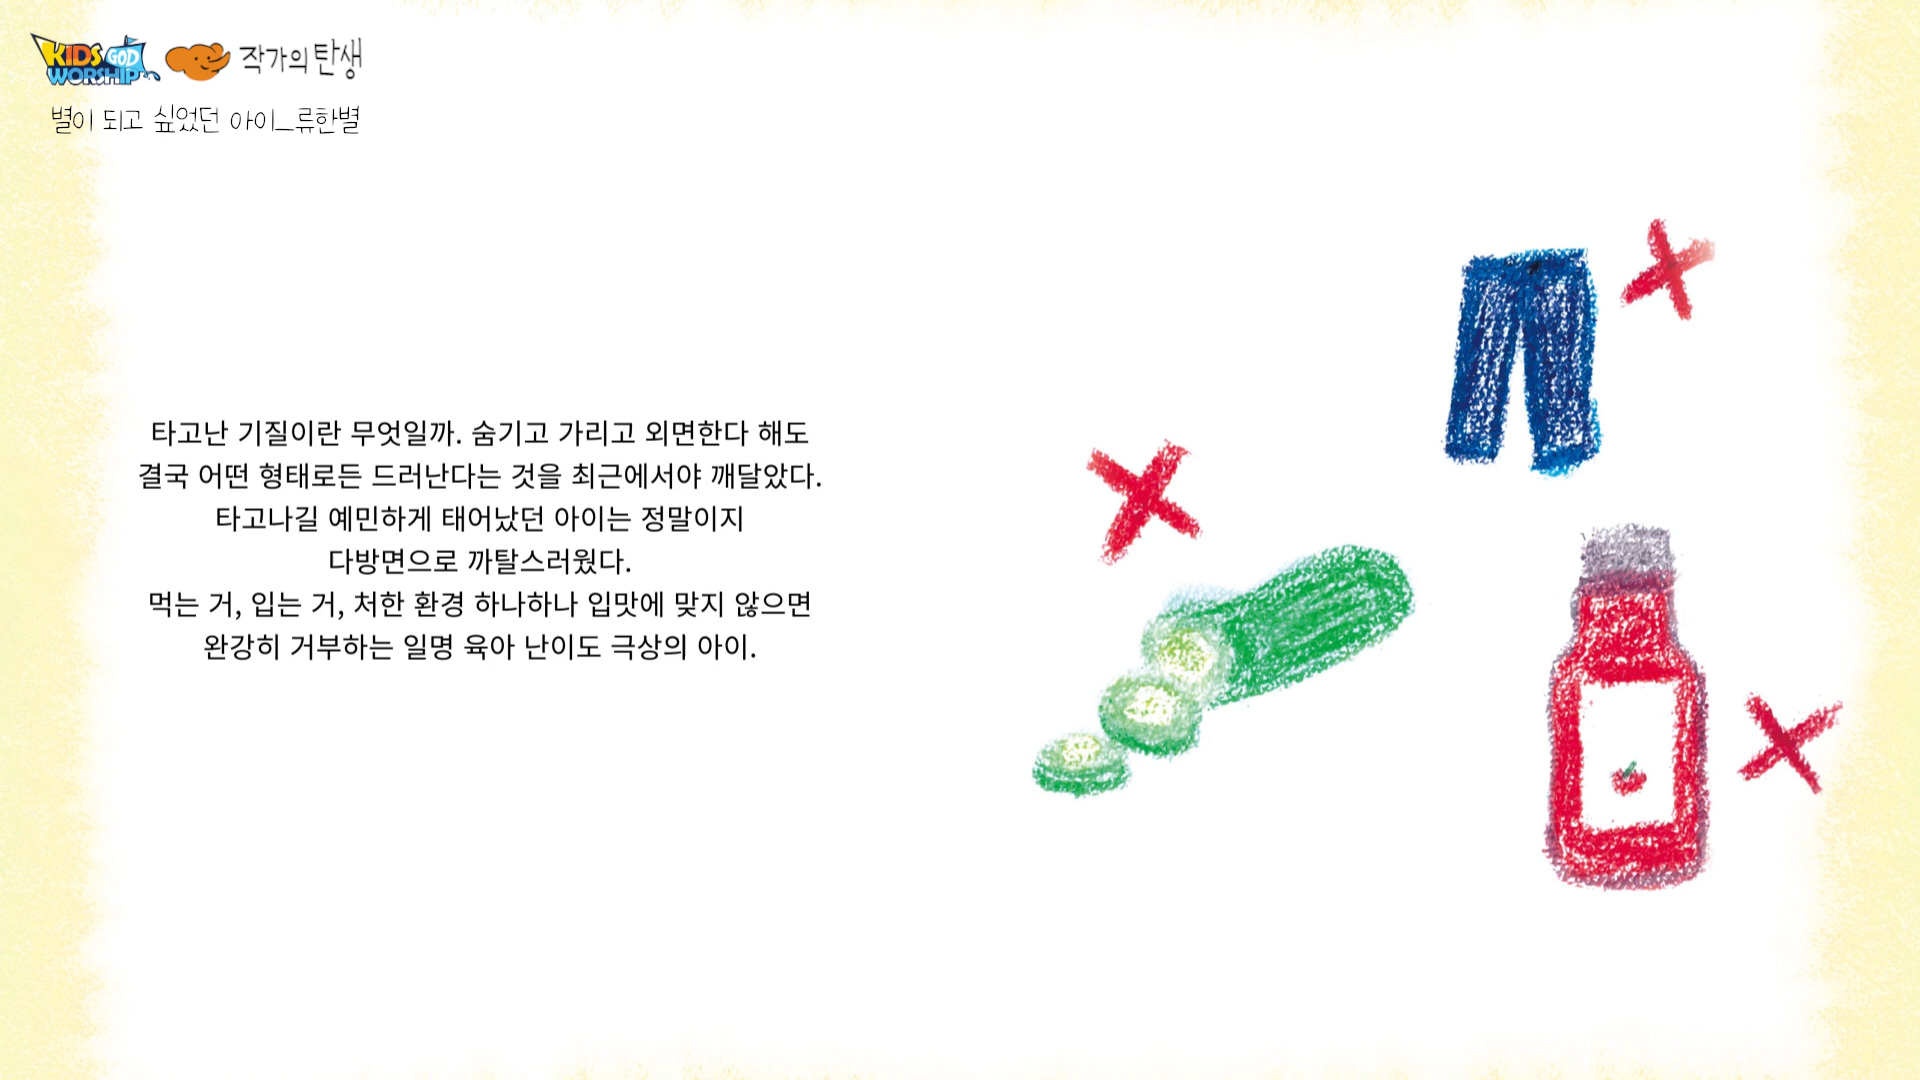 KIDS GOD WORSHIP 작가의 탄생
별이 되고 싶었던 아이_류한별
타고난 기질이란 무엇일까. 숨기고 가리고 외면한다 해도
결국 어떤 형태로든 드러난다는 것을 최근에서야 깨달았다.
타고나길 예민하게 태어났던 아이는 정말이지
다방면으로 까탈스러웠다.
먹는 거, 입는 거, 처한 환경 하나하나 입맛에 맞지 않으면
완강히 거부하는 일명 육아 난이도 극상의 아이.